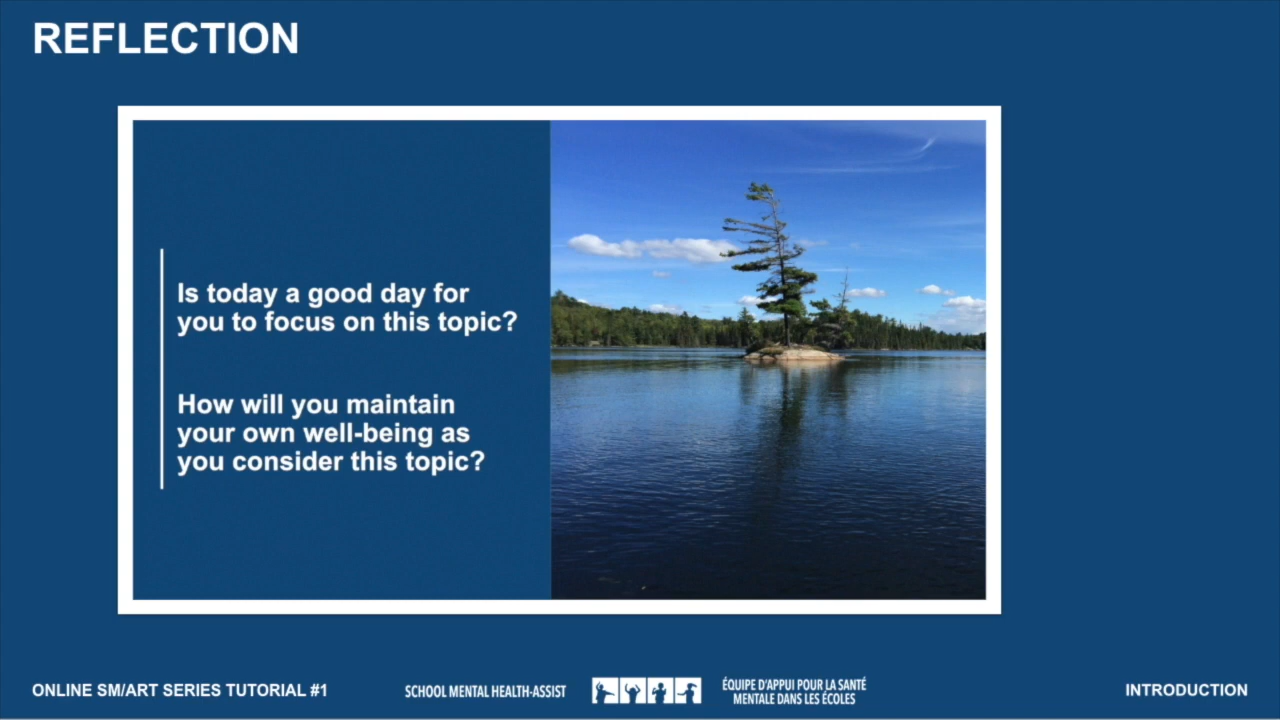 REFLECTION
Is today a good day for
you to focus on this topic?
How will you maintain
your own well-being as
you consider this topic?
ONLINE SM/ART SERIES TUTORIAL #1
SCHOOL MENTAL HEALTH-ASSIST
ÉQUIPE D'APPUI POUR LA SANTÉ
MENTALE DANS LES ÉCOLES
INTRODUCTION